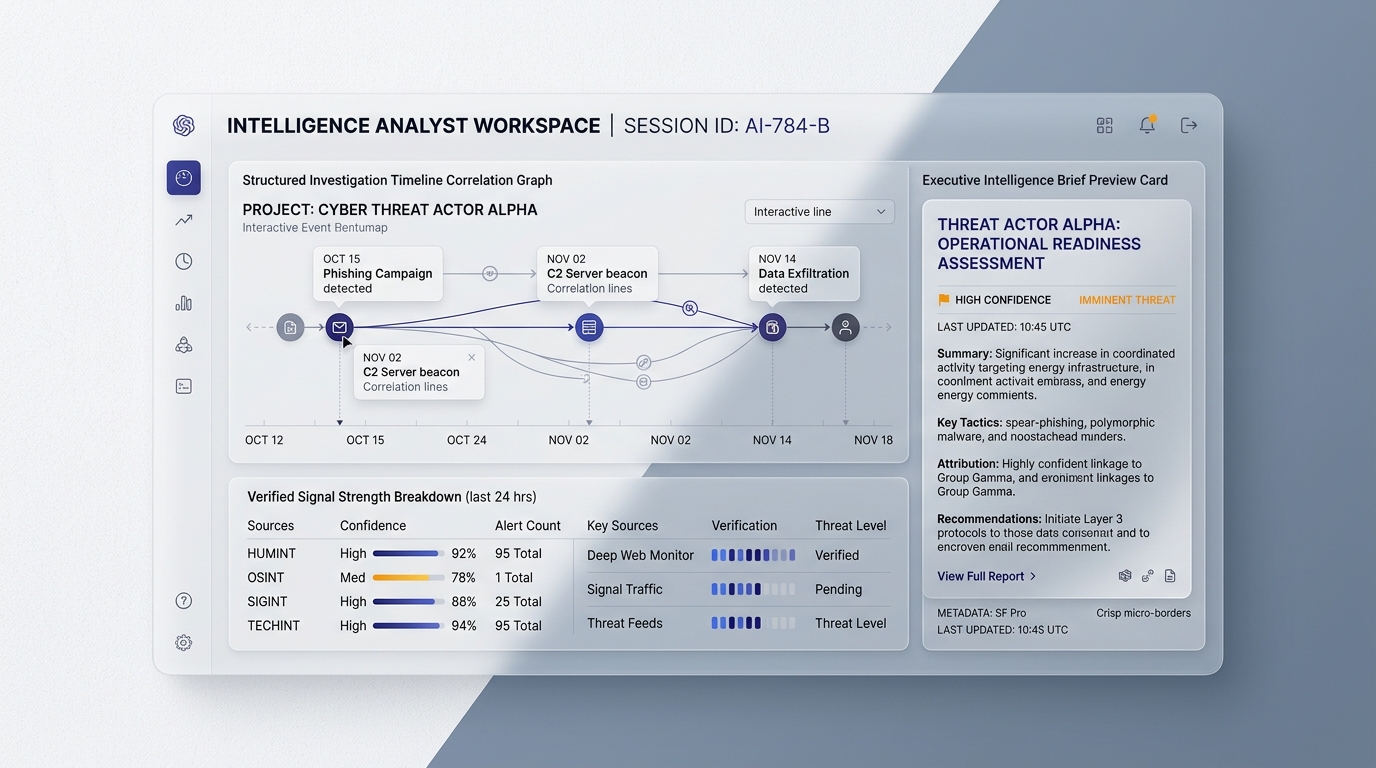 INTELLIGENCE ANALYST WORKSPACE | SESSION ID: AI-784-B
Structured Investigation Timeline Correlation Graph
PROJECT: CYBER THREAT ACTOR ALPHA
Interactive Event Bentumap
Interactive line
OCT 15
Phishing Campaign
detected
NOV 02
C2 Server beacon
Correlation lines
NOV 14
Data Exfiltration
detected
NOV 02
C2 Server beacon
Correlation lines
OCT 12
OCT 15
OCT 24
NOV 02
NOV 02
NOV 14
NOV 18
Verified Signal Strength Breakdown (last 24 hrs)
Sources Confidence Alert Count
HUMINT High 92% 95 Total
OSINT Med 78% 1 Total
SIGINT High 88% 25 Total
TECHINT High 94% 95 Total
Key Sources Verification Threat Level
Deep Web Monitor Verified
Signal Traffic Pending
Threat Feeds Threat Level
Executive Intelligence Brief Preview Card
THREAT ACTOR ALPHA:
OPERATIONAL READINESS
ASSESSMENT
HIGH CONFIDENCE IMMINENT THREAT
LAST UPDATED: 10:45 UTC
Summary: Significant increase in coordinated
activity targeting energy infrastructure, in
coonlment activait embrass, and energy
energy comments.
Key Tactics: spear-phishing, polymorphic
malware, and noostachead munders.
Attribution: Highly confident linkage to
Group Gamma, and eroniment linkages to
Group Gamma.
Recommendations: Initiate Layer 3
protocols to those data consenat and to
encroven enail recommmenment.
View Full Report >
METADATA: SF Pro Crisp micro-borders
LAST UPDATED: 10:45 UTC